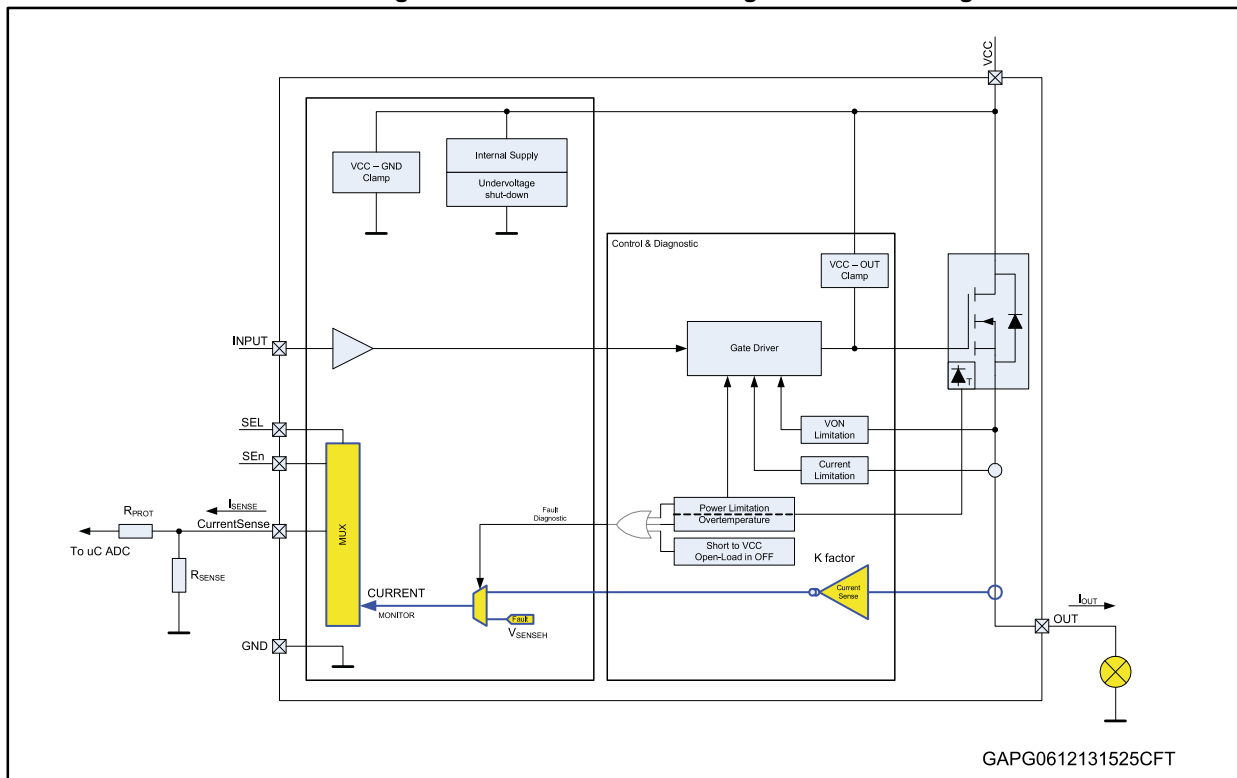 VCC
VCC – GND
Clamp
Internal Supply
Undervoltage
shut-down
Control & Diagnostic
VCC – OUT
Clamp
INPUT
Gate Driver
T
SEL
VON
Limitation
SEn
Current
Limitation
ISENSE
RPROT
CurrentSense
To uC ADC
MUX
Fault
Diagnostic
Power Limitation
Overtemperature
Short to VCC
Open-Load in OFF
K factor
RSENSE
CURRENT
MONITOR
Current
Sense
Fault
VSENSEH
IOUT
OUT
GND
GAPG0612131525CFT